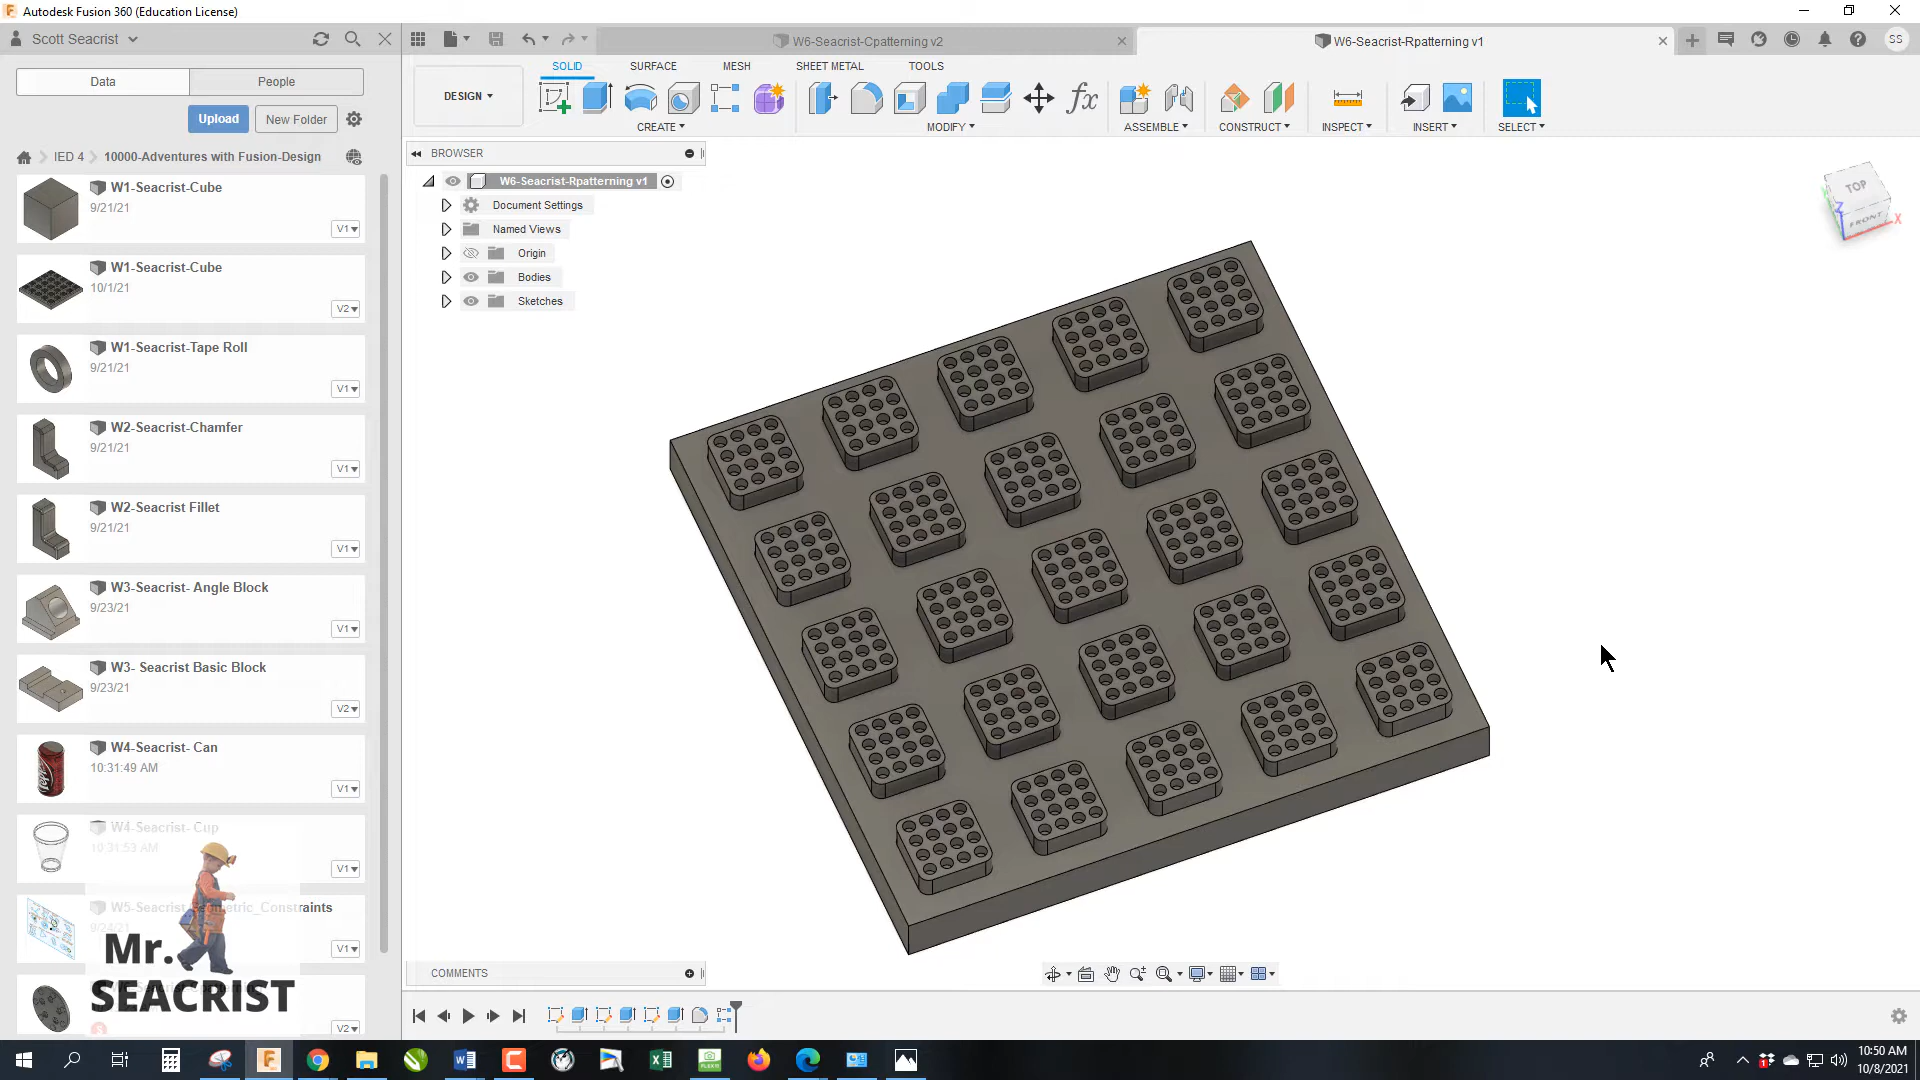 Autodesk Fusion 360 (Education License)
Scott Seacrist
W6-Seacrist-Cpatterning v2
W6-Seacrist-Rpatterning v1
SS
Data
People
SOLID
SURFACE
MESH
SHEET METAL
TOOLS
DESIGN
Upload
New Folder
CREATE
MODIFY
ASSEMBLE
CONSTRUCT
INSPECT
INSERT
SELECT
IED 4
10000-Adventures with Fusion-Design
BROWSER
W6-Seacrist-Rpatterning v1
Document Settings
Named Views
Origin
Bodies
Sketches
TOP
FRONT
Z
X
W1-Seacrist-Cube
9/21/21
V1
W1-Seacrist-Cube
10/1/21
V2
W1-Seacrist-Tape Roll
9/21/21
V1
W2-Seacrist-Chamfer
9/21/21
V1
W2-Seacrist Fillet
9/21/21
V1
W3-Seacrist- Angle Block
9/23/21
V1
W3- Seacrist Basic Block
9/23/21
V2
W4-Seacrist- Can
10:31:49 AM
V1
W4-Seacrist- Cup
10:31:53 AM
V1
W5-Seacrist-Geometric_Constraints
9/24/21
V1
V2
Mr.
SEACRIST
COMMENTS
10:50 AM
10/8/2021